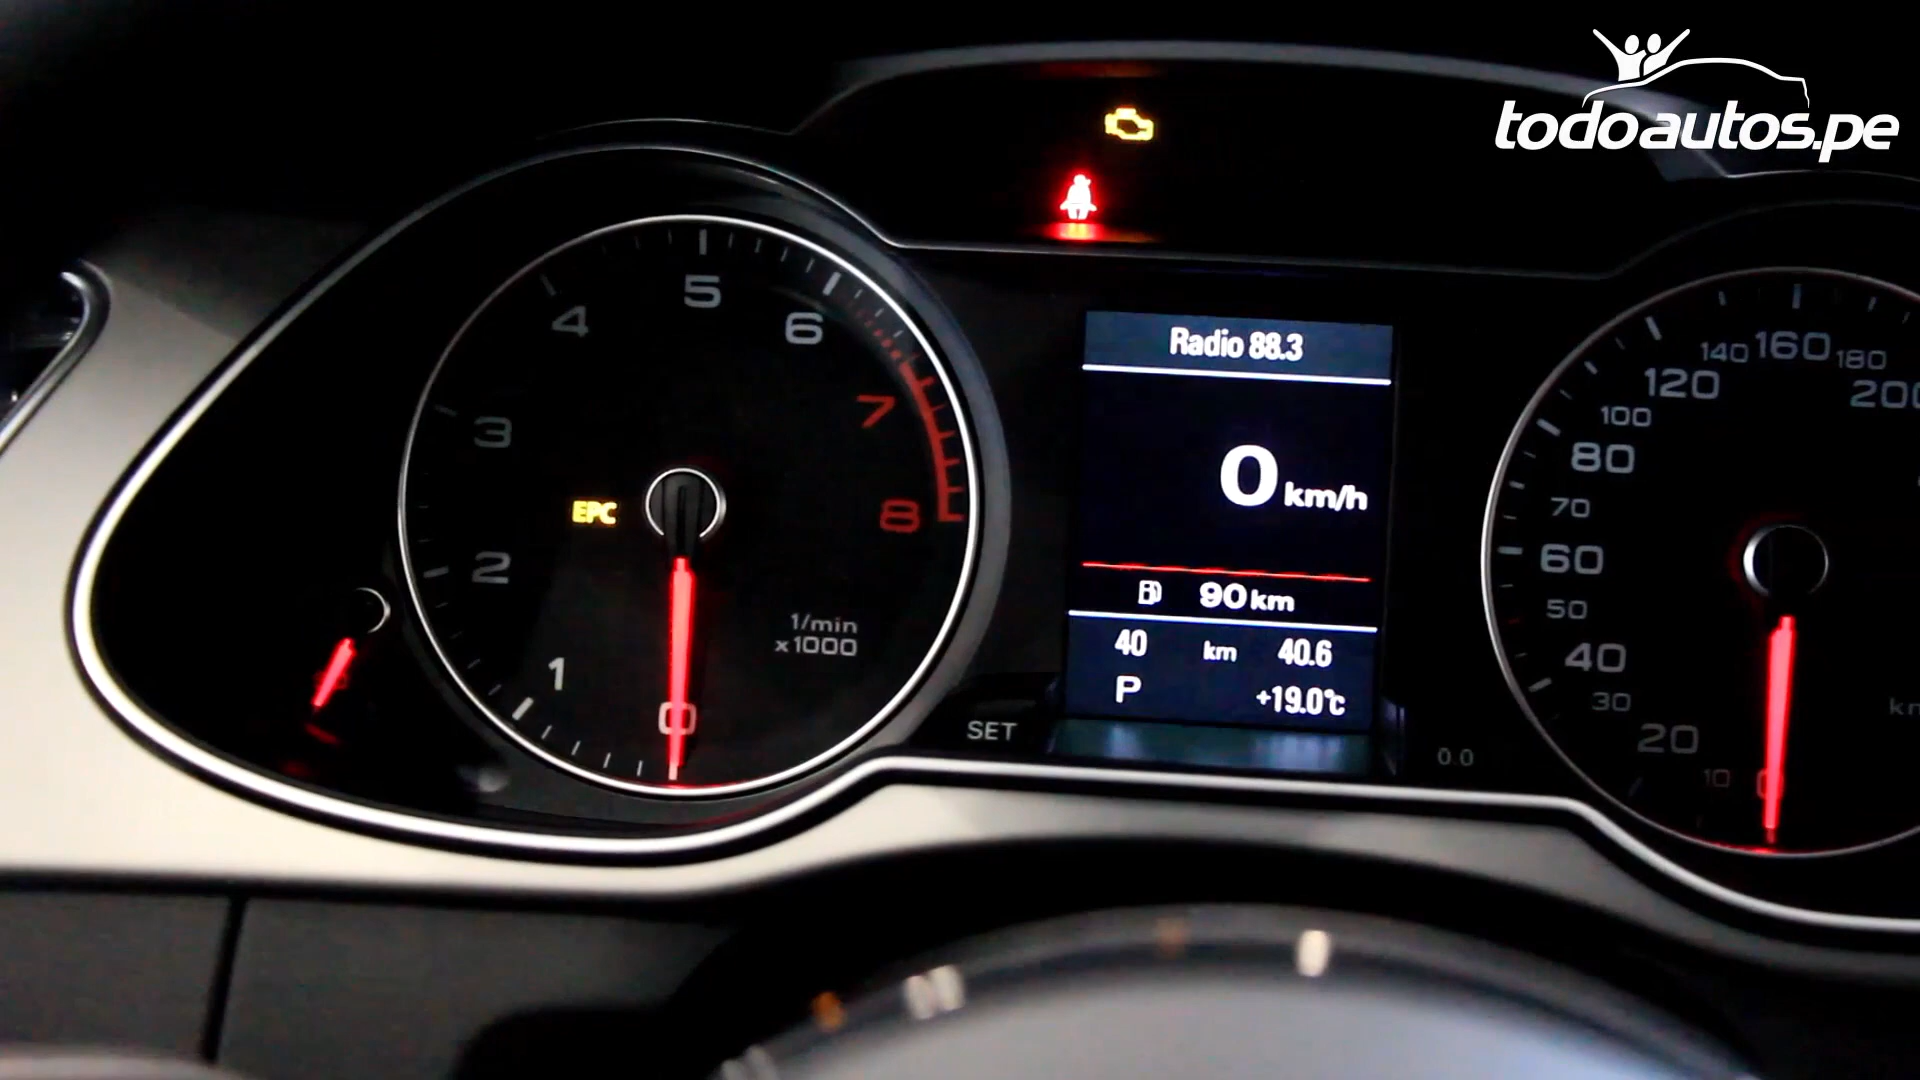 todoautos.pe
5
4
6
3
7
EPC
8
2
1/min
x1000
1
0
SET
Radio 88.3
0 km/h
90 km
40 km 40.6
P +19.0°C
0.0
160
140
180
120
200
100
80
70
60
50
40
30
20
10
0